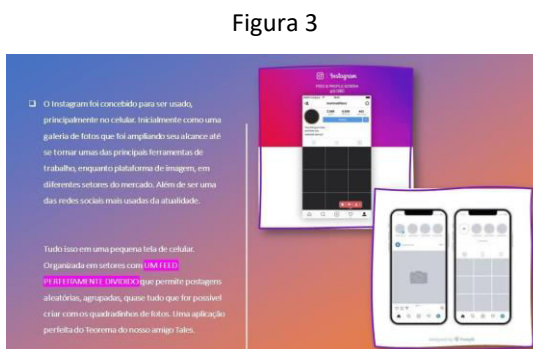 Figura 3
O Instagram foi concebido para ser usado,
principalmente no celular. Inicialmente como uma
galeria de fotos que foi ampliando seu alcance até
se tornar umas das principais ferramentas de
trabalho, enquanto plataforma de imagem, em
diferentes setores do mercado. Além de ser uma
das redes sociais mais usadas da atualidade.
Tudo isso em uma pequena tela de celular.
Organizada em setores com UM FEED
PERFEITAMENTE DIVIDIDO que permite postagens
aleatórias, agrupadas, quase tudo que for possível
criar com os quadradinhos de fotos. Uma aplicação
perfeita do Teorema do nosso amigo Tales.
Instagram